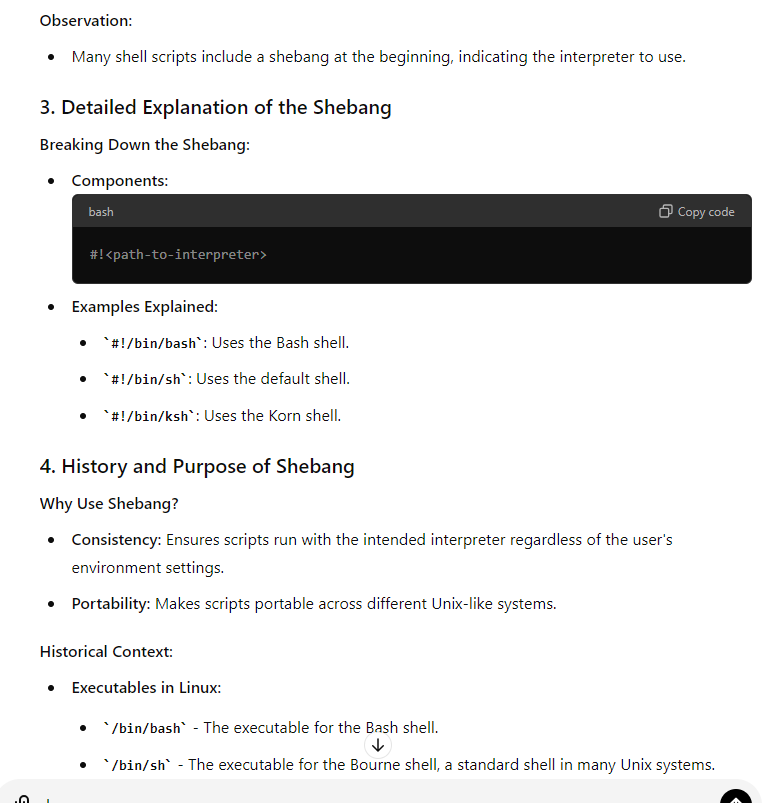 Observation:
Many shell scripts include a shebang at the beginning, indicating the interpreter to use.
3. Detailed Explanation of the Shebang
Breaking Down the Shebang:
Components:
bash
Copy code
#!<path-to-interpreter>
Examples Explained:
`#!/bin/bash`: Uses the Bash shell.
`#!/bin/sh`: Uses the default shell.
`#!/bin/ksh`: Uses the Korn shell.
4. History and Purpose of Shebang
Why Use Shebang?
Consistency: Ensures scripts run with the intended interpreter regardless of the user's
environment settings.
Portability: Makes scripts portable across different Unix-like systems.
Historical Context:
Executables in Linux:
`/bin/bash` - The executable for the Bash shell.
`/bin/sh` - The executable for the Bourne shell, a standard shell in many Unix systems.